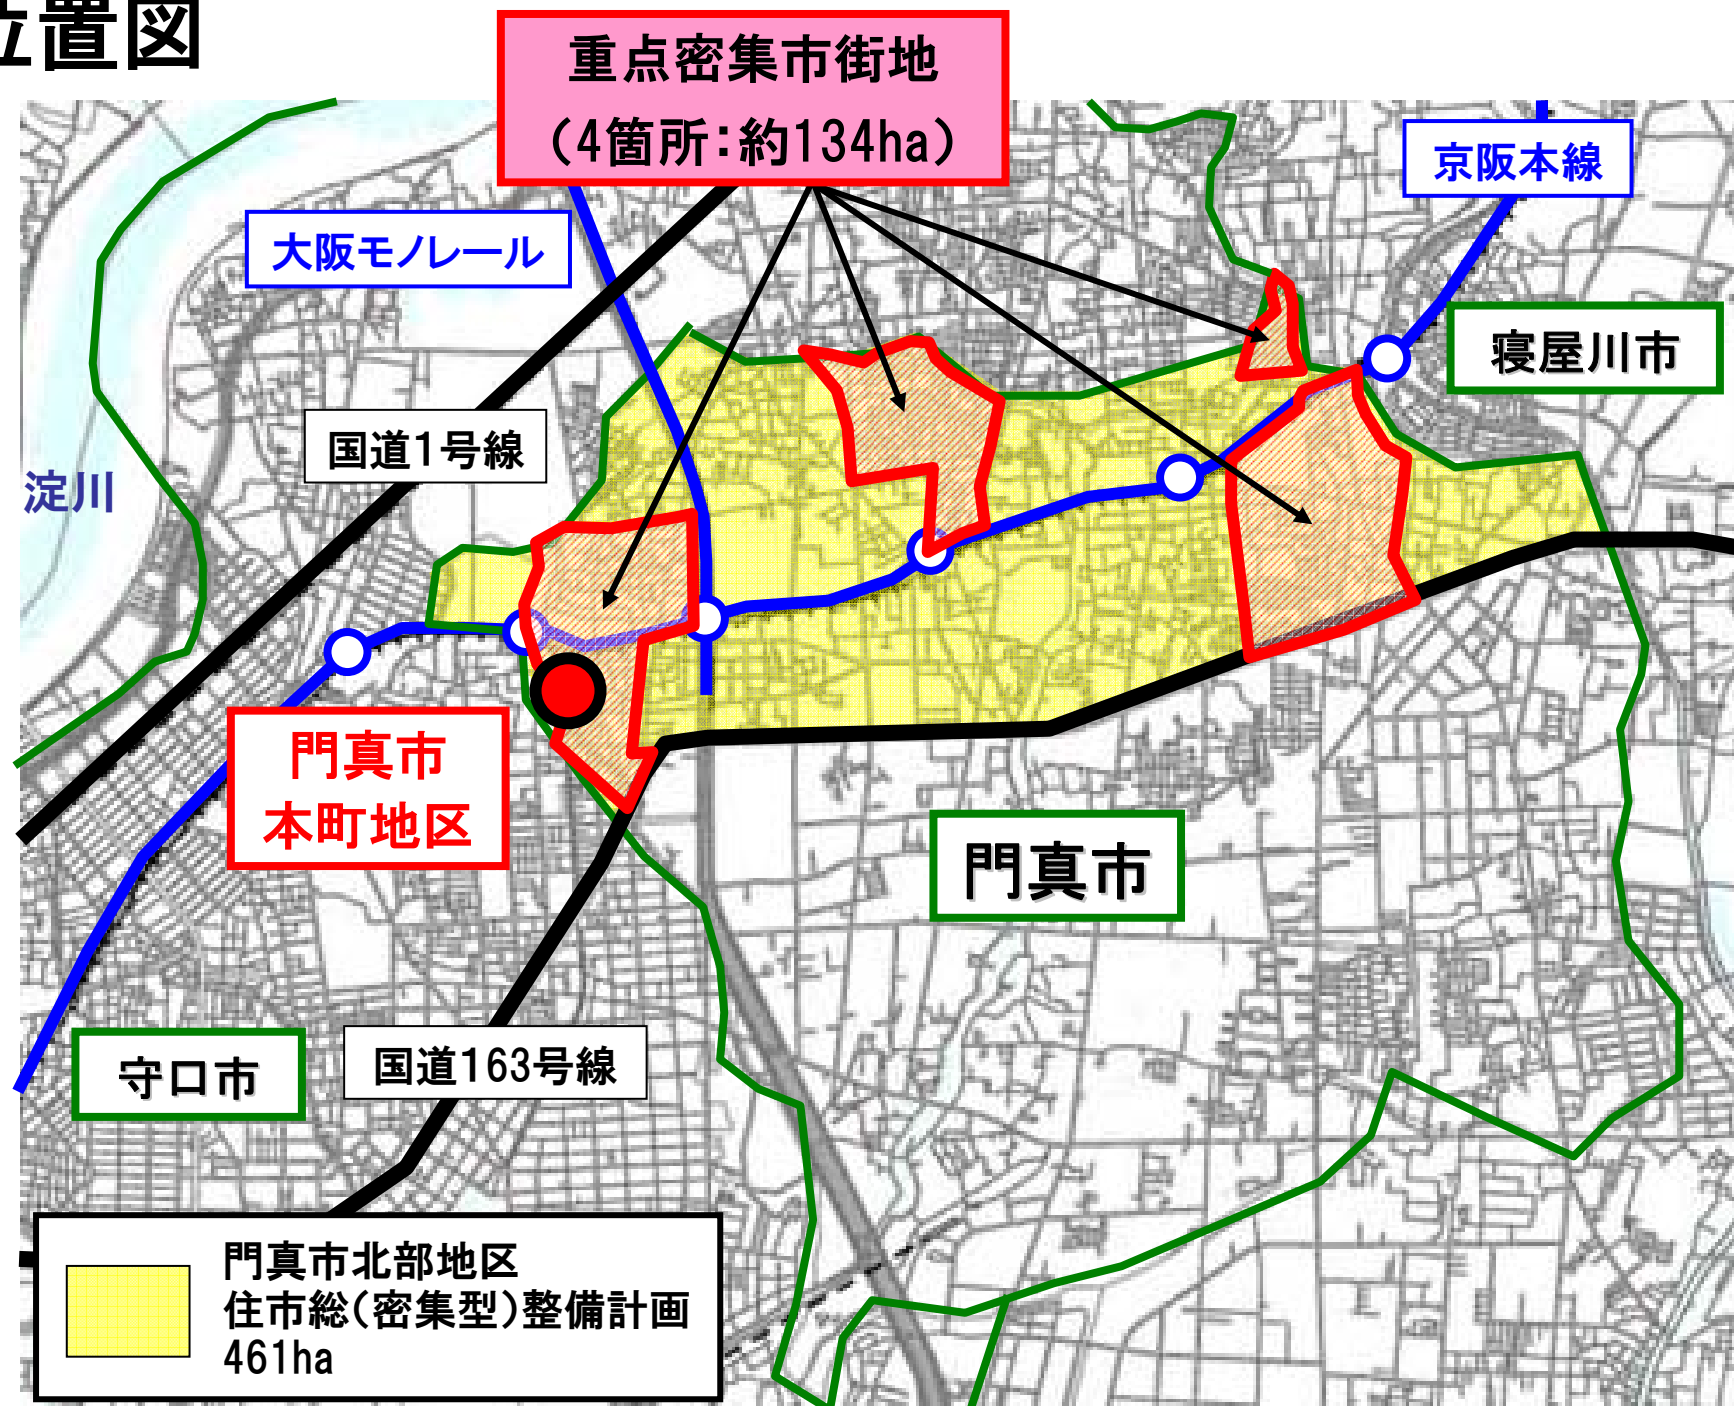 位置図
重点密集市街地
（4箇所：約134ha）
京阪本線
大阪モノレール
寝屋川市
国道1号線
淀川
門真市
本町地区
門真市
守口市
国道163号線
門真市北部地区
住市総（密集型）整備計画
461ha